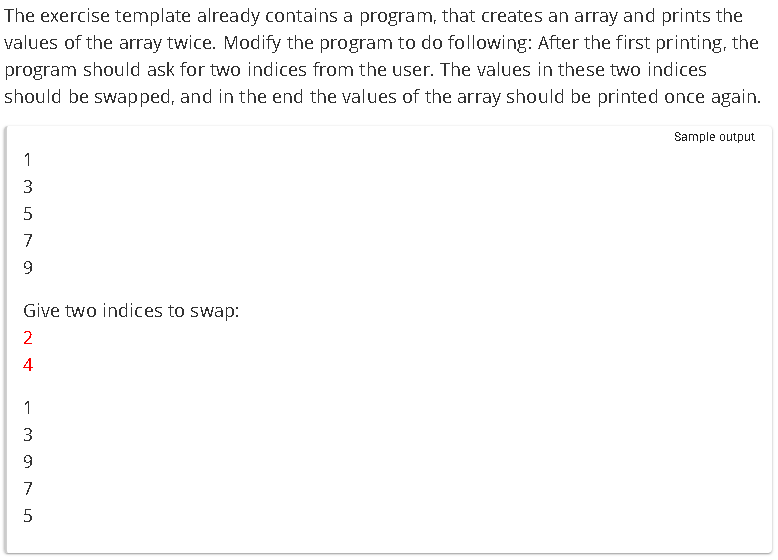 The exercise template already contains a program, that creates an array and prints the
values of the array twice. Modify the program to do following: After the first printing, the
program should ask for two indices from the user. The values in these two indices
should be swapped, and in the end the values of the array should be printed once again.
Sample output
1
3
5
7
9
Give two indices to swap:
2
4
1
3
9
7
5